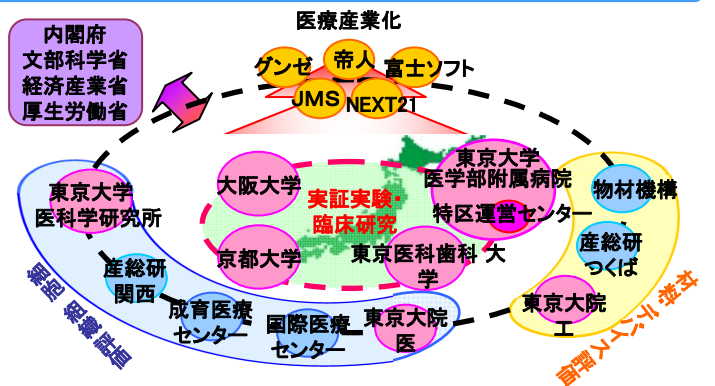 医療産業化
内閣府
文部科学省
経済産業省
厚生労働省
グンゼ
帝人
富士ソフト
JMS
NEXT21
東京大学
医科学研究所
大阪大学
京都大学
実証実験・
臨床研究
東京大学
医学部附属病院
特区運営センター
東京医科歯科 大
学
物材機構
産総研
つくば
東京大院
工
産総研
関西
成育医療
センター
国際医療
センター
東京大院
医
細胞 組織評価
材料 デバイス評価